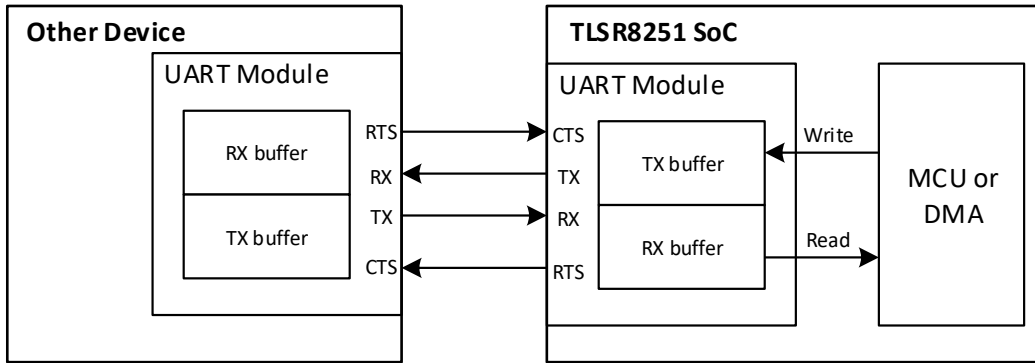 Other Device
UART Module
RX buffer
TX buffer
RTS
RX
TX
CTS
TLSR8251 SoC
UART Module
CTS
TX
RX
RTS
TX buffer
RX buffer
Write
Read
MCU or
DMA